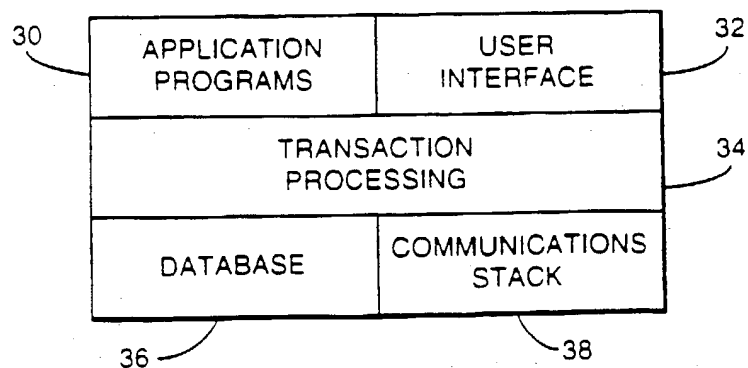 30
APPLICATION
PROGRAMS
USER
INTERFACE
32
TRANSACTION
PROCESSING
34
DATABASE
COMMUNICATIONS
STACK
36
38